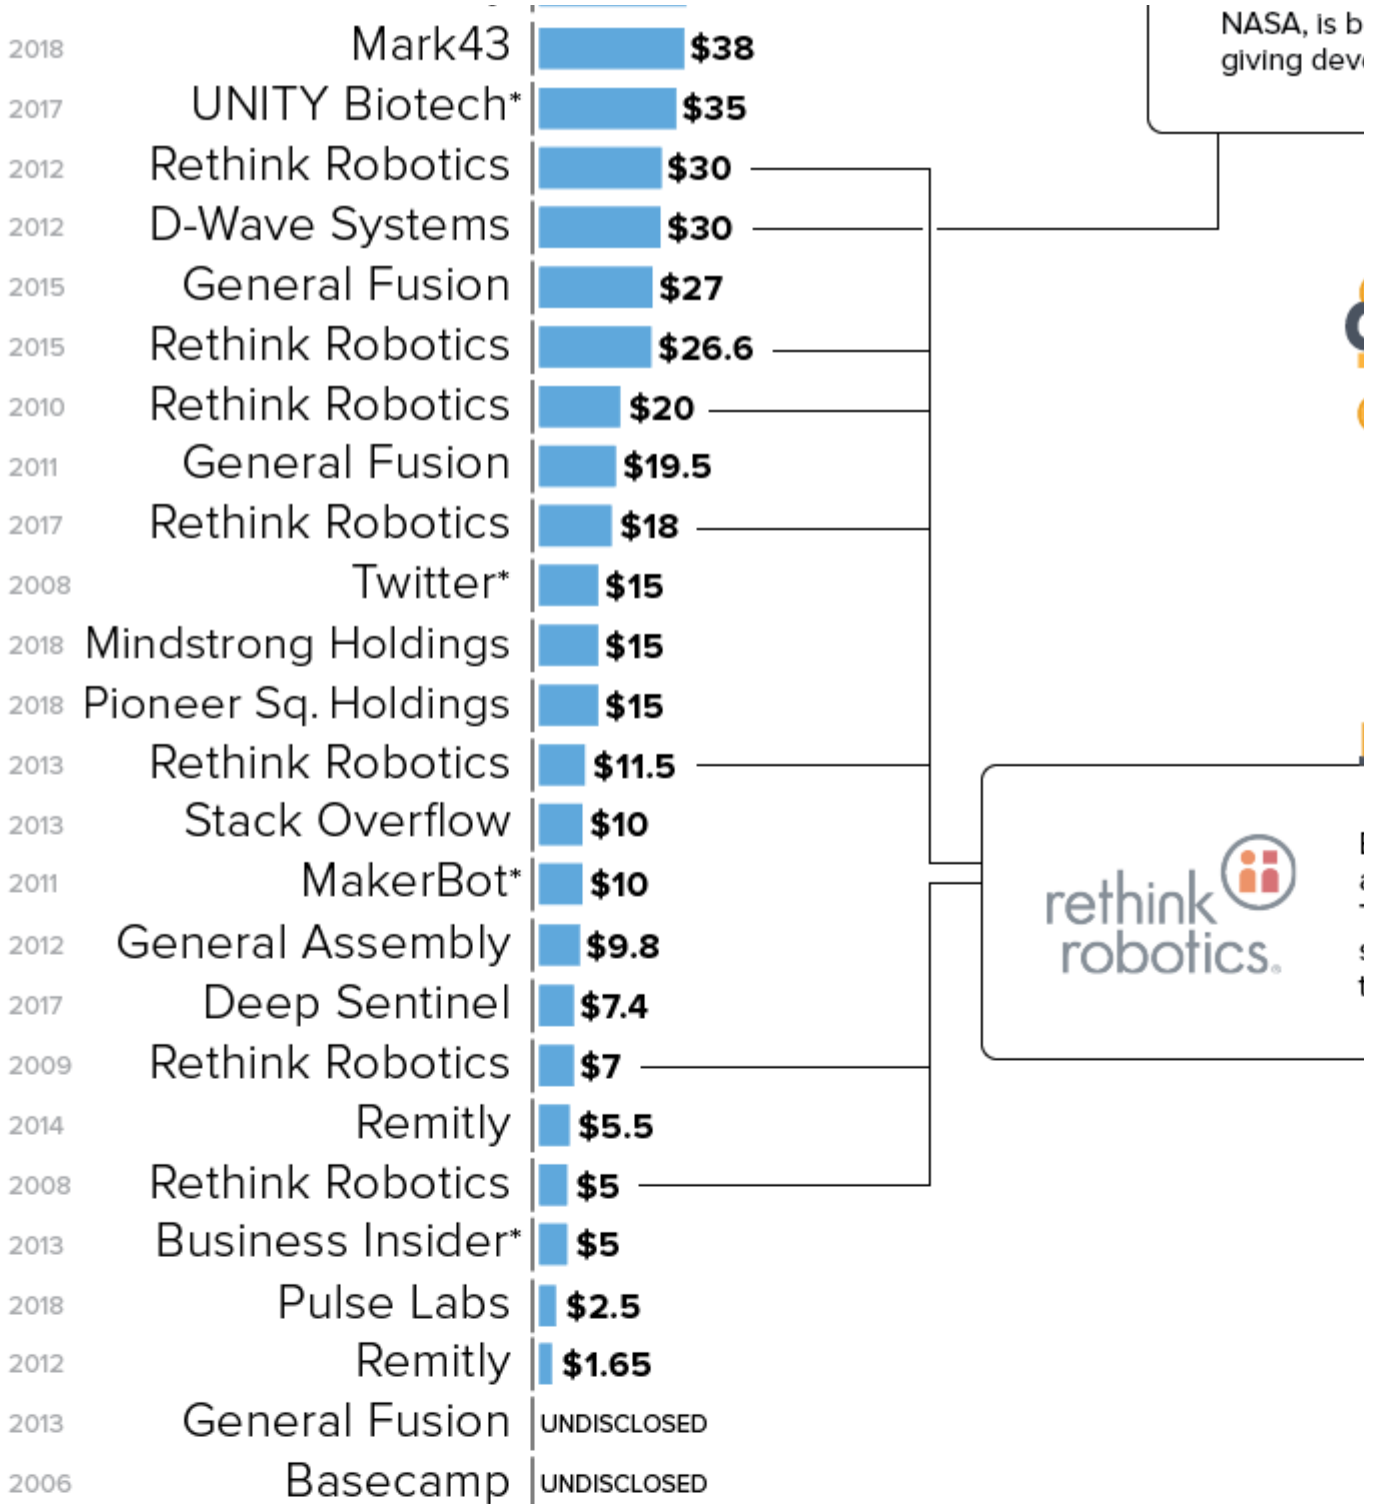 2018 Mark43 $38
2017 UNITY Biotech* $35
2012 Rethink Robotics $30
2012 D-Wave Systems $30
2015 General Fusion $27
2015 Rethink Robotics $26.6
2010 Rethink Robotics $20
2011 General Fusion $19.5
2017 Rethink Robotics $18
2008 Twitter* $15
2018 Mindstrong Holdings $15
2018 Pioneer Sq. Holdings $15
2013 Rethink Robotics $11.5
2013 Stack Overflow $10
2011 MakerBot* $10
2012 General Assembly $9.8
2017 Deep Sentinel $7.4
2009 Rethink Robotics $7
2014 Remitly $5.5
2008 Rethink Robotics $5
2013 Business Insider* $5
2018 Pulse Labs $2.5
2012 Remitly $1.65
2013 General Fusion UNDISCLOSED
2006 Basecamp UNDISCLOSED
NASA, is b
giving dev
rethink
robotics.